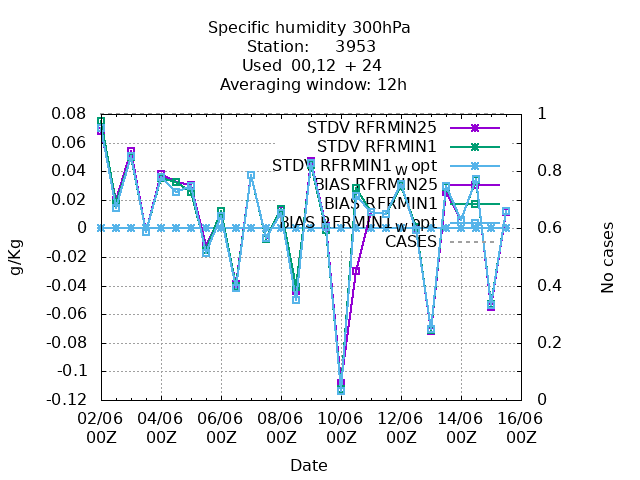 Specific humidity 300hPa
Station: 3953
Used 00,12 + 24
Averaging window: 12h
STDV RFRMIN25
STDV RFRMIN1
STDV RFRMIN1wopt
BIAS RFRMIN25
BIAS RFRMIN1
BIAS RFRMIN1wopt
CASES
0.08
0.06
0.04
0.02
0
-0.02
-0.04
-0.06
-0.08
-0.1
-0.12
g/Kg
1
0.8
0.6
0.4
0.2
0
No cases
02/06 04/06 06/06 08/06 10/06 12/06 14/06 16/06
00Z 00Z 00Z 00Z 00Z 00Z 00Z 00Z
Date